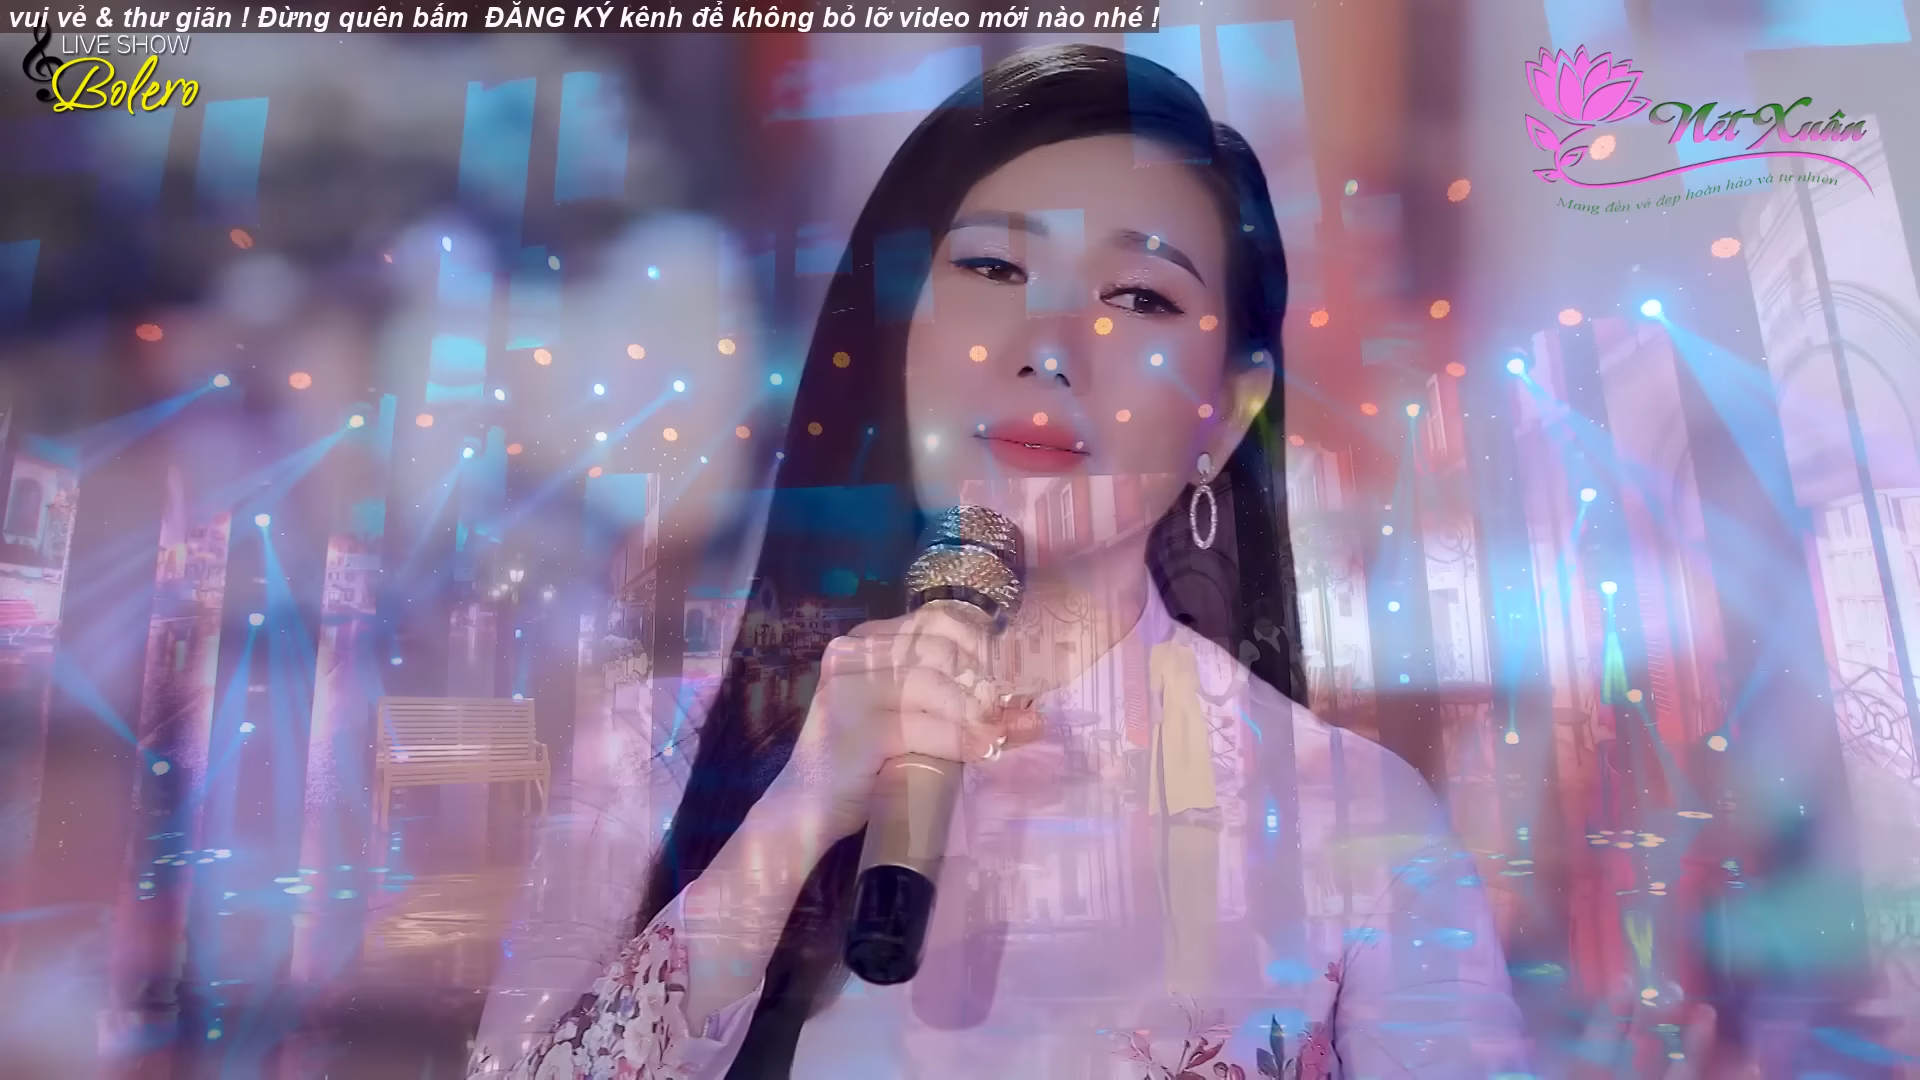 vui vẻ & thư giãn ! Đừng quên bấm  ĐĂNG KÝ kênh để không bỏ lỡ video mới nào nhé !
LIVE SHOW
Bolero
Nét Xuân
Mang đến vẻ đẹp hoàn hảo và tự nhiên